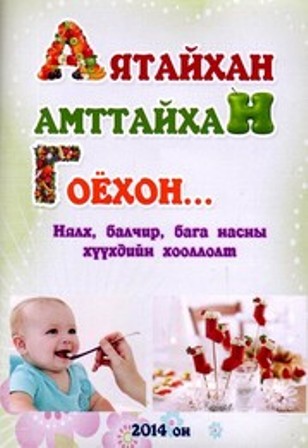 АЯТАЙХАН
АМТТАЙХАН
ГОЁХОН...
Нялх, балчир, бага насны
хүүхдийн хооллолт
2014 он